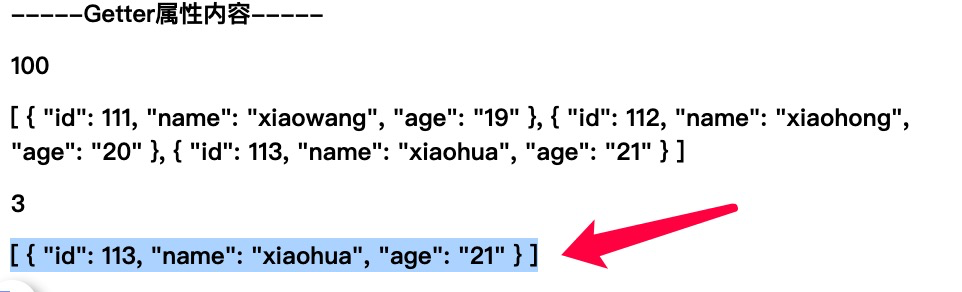 -----Getter属性内容-----
100
[ { "id": 111, "name": "xiaowang", "age": "19" }, { "id": 112, "name": "xiaohong",
"age": "20" }, { "id": 113, "name": "xiaohua", "age": "21" } ]
3
[ { "id": 113, "name": "xiaohua", "age": "21" } ]